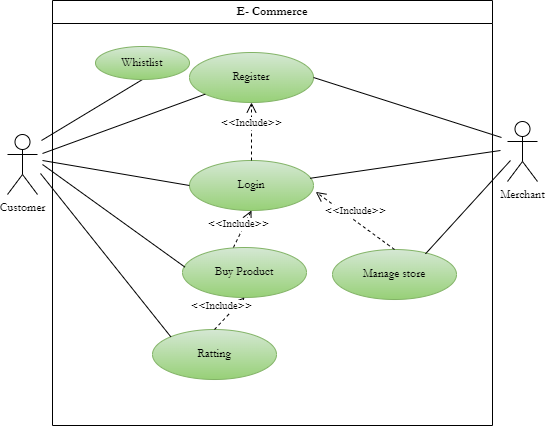 E- Commerce
Whistlist
Register
<<Include>>
Login
Customer
Merchant
<<Include>>
<<Include>>
Buy Product
Manage store
<<Include>>
Ratting